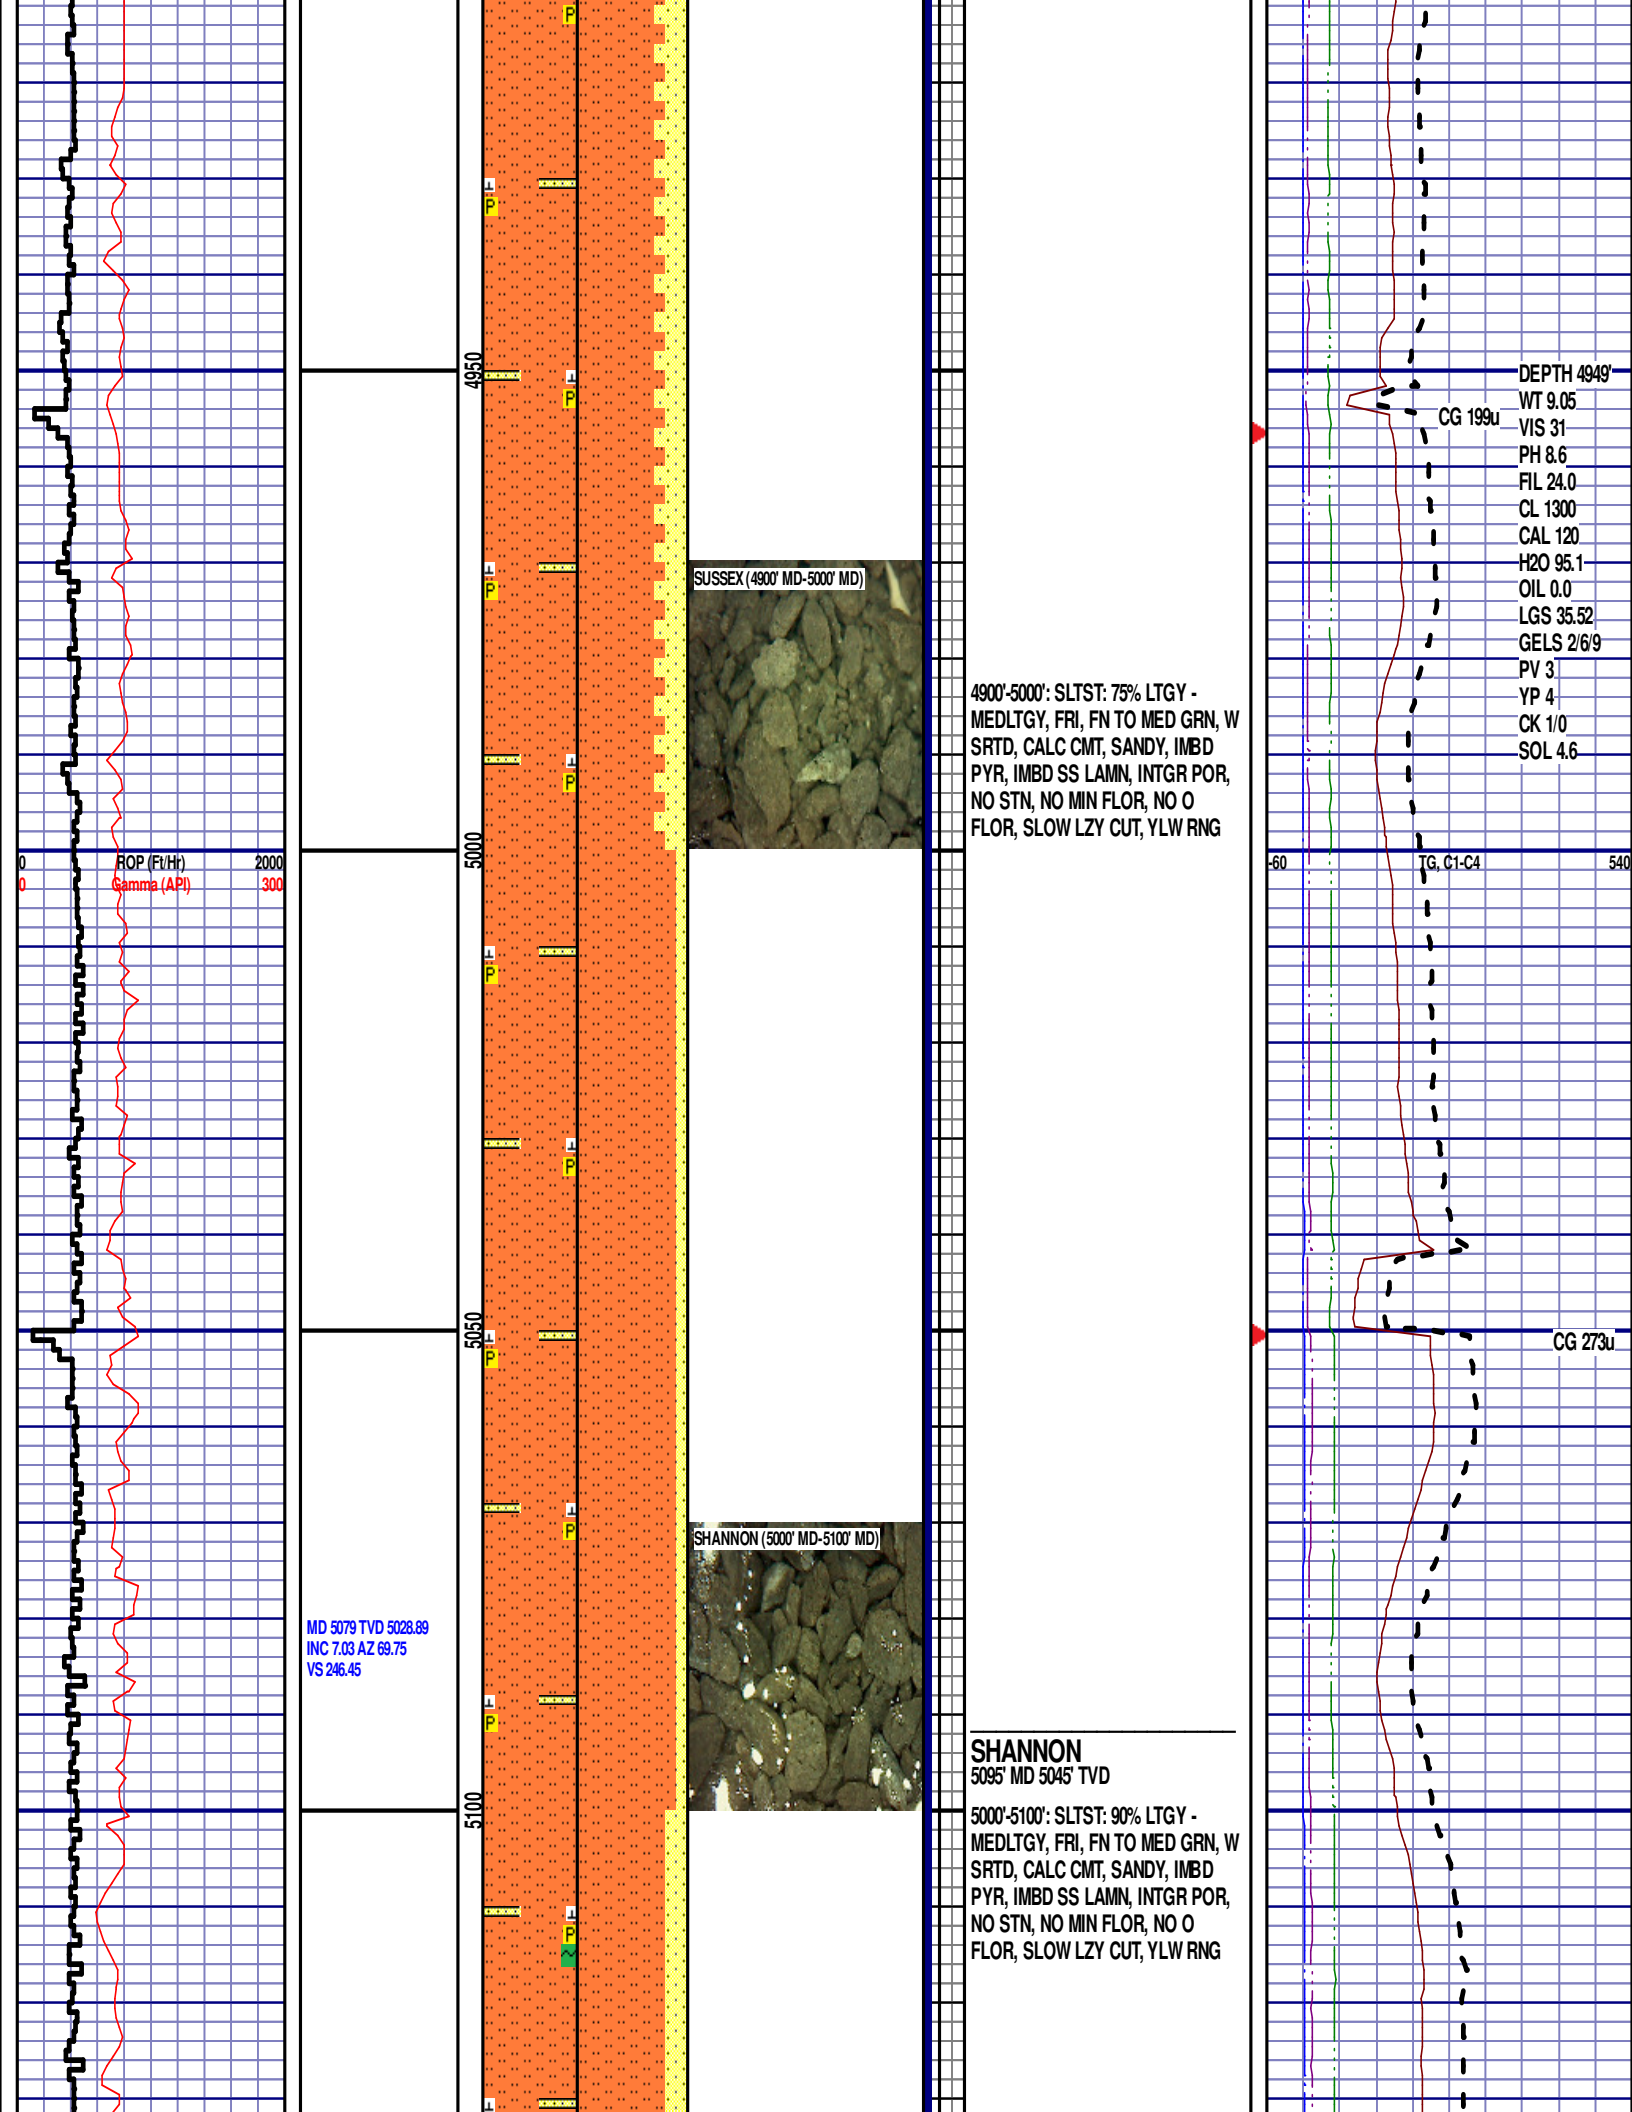 P
P
4950
P
DEPTH 4949'
WT 9.05
CG 199u
VIS 31
PH 8.6
FIL 24.0
CL 1300
CAL 120
H2O 95.1
OIL 0.0
LGS 35.52
GELS 2/6/9
PV 3
YP 4
CK 1/0
SOL 4.6
P
SUSSEX (4900' MD-5000' MD)
4900'-5000': SLTST: 75% LTGY -
MEDLTGY, FRI, FN TO MED GRN, W
SRTD, CALC CMT, SANDY, IMBD
PYR, IMBD SS LAMN, INTGR POR,
NO STN, NO MIN FLOR, NO O
FLOR, SLOW LZY CUT, YLW RNG
P
5000
0 ROP (Ft/Hr) 2000
0 Gamma (API) 300
-60 TG, C1-C4 540
P
P
5050
P
CG 273u
P
SHANNON (5000' MD-5100' MD)
MD 5079 TVD 5028.89
INC 7.03 AZ 69.75
VS 246.45
P
SHANNON
5095' MD 5045' TVD
5100
5000'-5100': SLTST: 90% LTGY -
MEDLTGY, FRI, FN TO MED GRN, W
SRTD, CALC CMT, SANDY, IMBD
PYR, IMBD SS LAMN, INTGR POR,
NO STN, NO MIN FLOR, NO O
FLOR, SLOW LZY CUT, YLW RNG
P